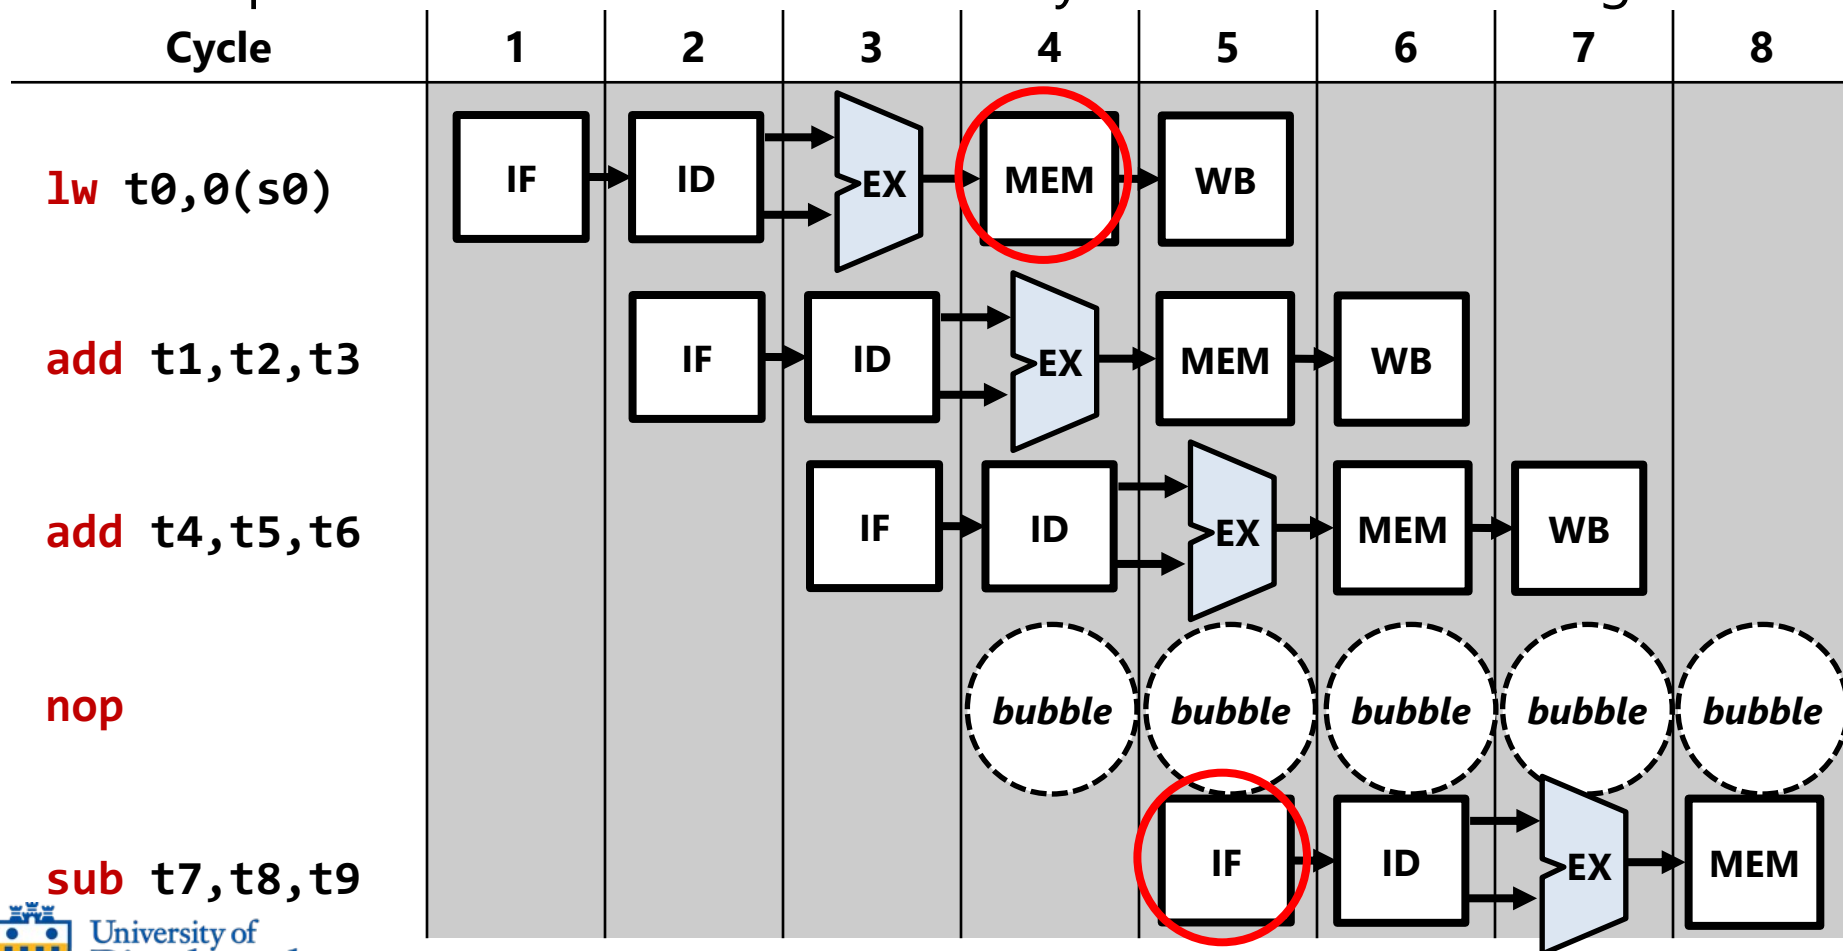 Cycle 1 2 3 4 5 6 7 8
lw t0,0(s0) IF ID EX MEM WB
add t1,t2,t3 IF ID EX MEM WB
add t4,t5,t6 IF ID EX MEM WB
nop bubble bubble bubble bubble bubble
sub t7,t8,t9 IF ID EX MEM
University of